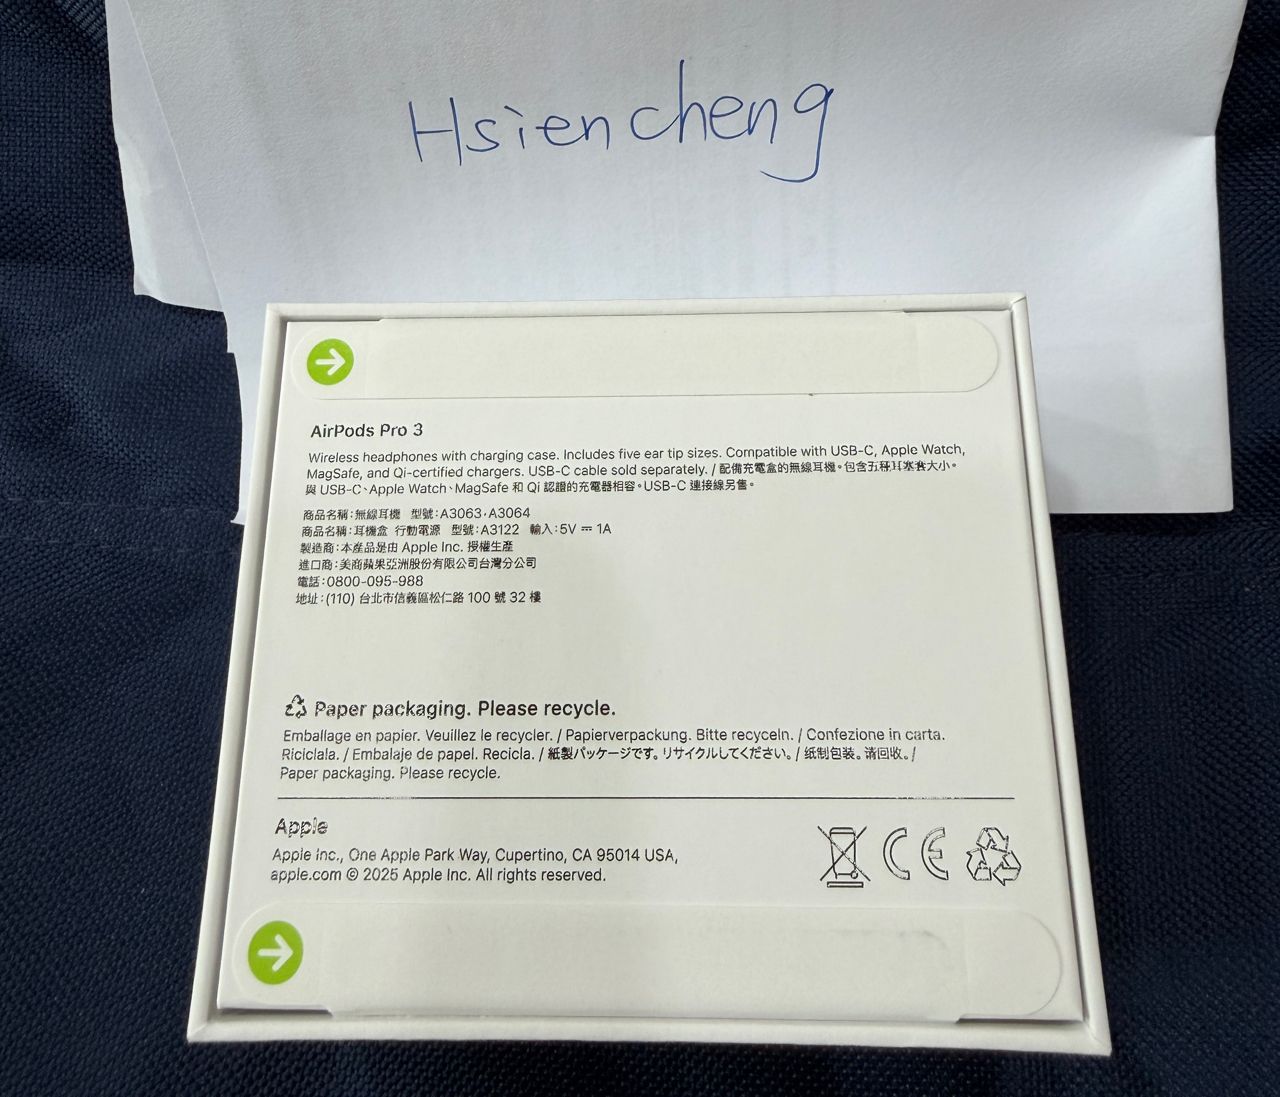 Hsiencheng
AirPods Pro 3
Wireless headphones with charging case. Includes five ear tip sizes. Compatible with USB-C, Apple Watch,
MagSafe, and Qi-certified chargers. USB-C cable sold separately. / 配備充電盒的無線耳機。包含五種耳塞套大小。
與 USB-C、Apple Watch、MagSafe 和 Qi 認證的充電器相容。USB-C 連接線另售。
商品名稱：無線耳機 型號：A3063、A3064
商品名稱：耳機盒 行動電源 型號：A3122 輸入：5V ⎓ 1A
製造商：本產品是由 Apple Inc. 授權生產
進口商：美商蘋果亞洲股份有限公司台灣分公司
電話：0800-095-988
地址：(110) 台北市信義區松仁路 100 號 32 樓
Paper packaging. Please recycle.
Emballage en papier. Veuillez le recycler. / Papierverpackung. Bitte recyceln. / Confezione in carta.
Riciclala. / Embalaje de papel. Recicla. / 紙製パッケージです。リサイクルしてください。/ 纸制包装。请回收。/
Paper packaging. Please recycle.
Apple
Apple Inc., One Apple Park Way, Cupertino, CA 95014 USA,
apple.com © 2025 Apple Inc. All rights reserved.
CE